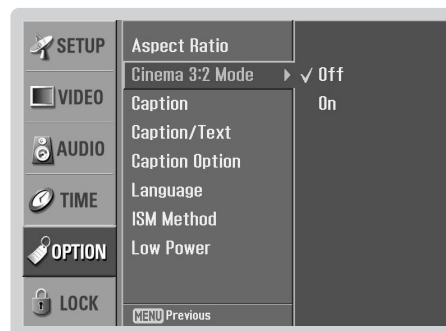 SETUP
VIDEO
AUDIO
TIME
OPTION
LOCK
Aspect Ratio
Cinema 3:2 Mode
Caption
Caption/Text
Caption Option
Language
ISM Method
Low Power
MENU Previous
Off
On